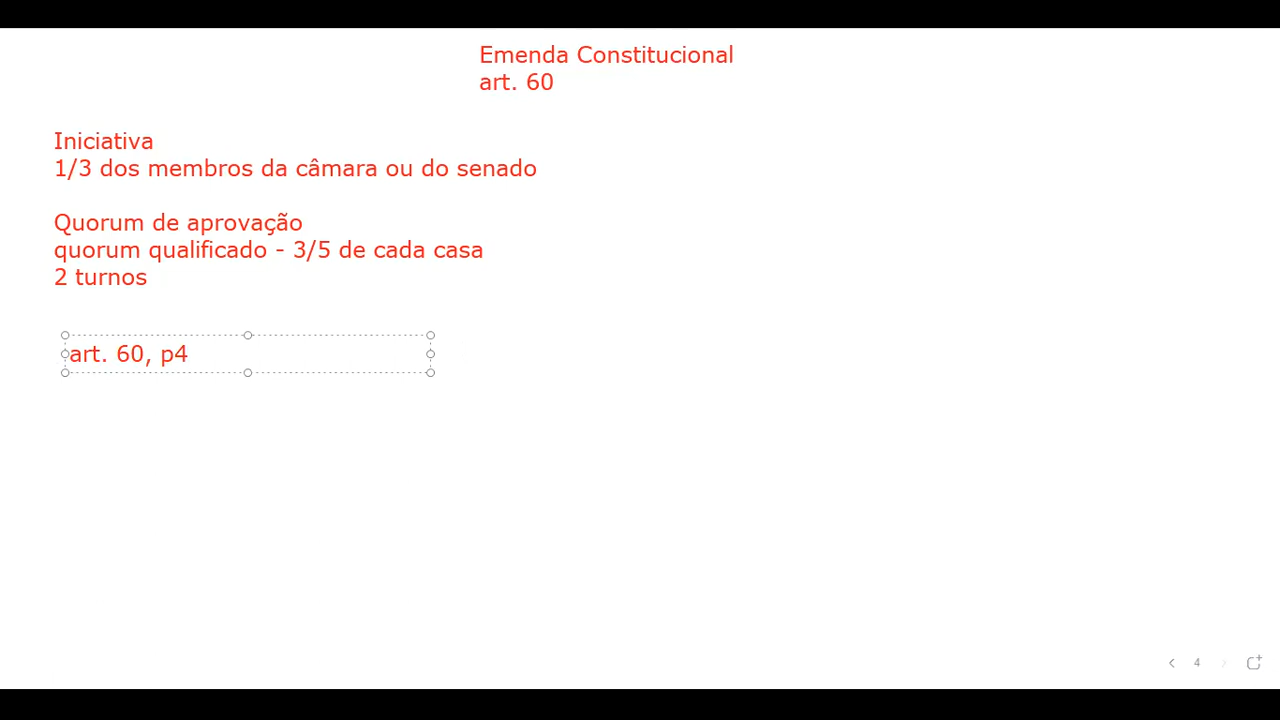 Emenda Constitucional
art. 60
Iniciativa
1/3 dos membros da câmara ou do senado
Quorum de aprovação
quorum qualificado - 3/5 de cada casa
2 turnos
art. 60, p4
4